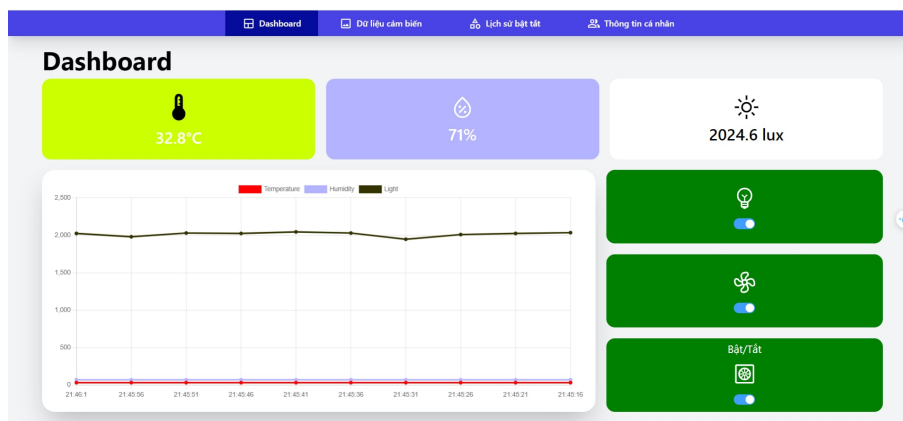 Dashboard Dữ liệu cảm biến Lịch sử bật tắt Thông tin cá nhân
Dashboard
32.8°C
71%
2024.6 lux
Temperature Humidity Light
2,500
2,000
1,500
1,000
500
0
21:46:1 21:45:56 21:45:51 21:45:46 21:45:41 21:45:36 21:45:31 21:45:26 21:45:21 21:45:16
Bật/Tắt